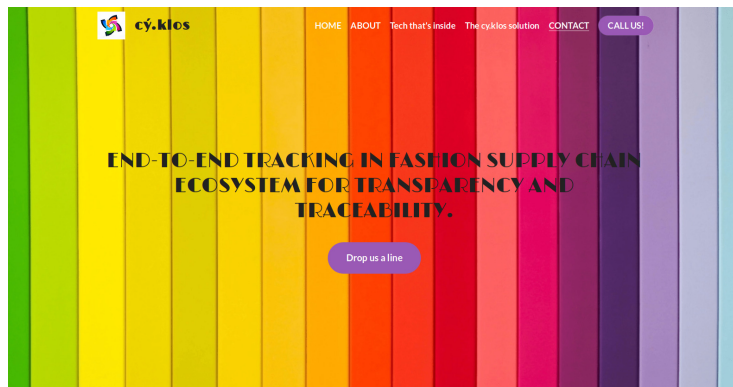 cý.klos
HOME ABOUT Tech that's inside The cy.klos solution CONTACT CALL US!
END-TO-END TRACKING IN FASHION SUPPLY CHAIN
ECOSYSTEM FOR TRANSPARENCY AND
TRACEABILITY.
Drop us a line